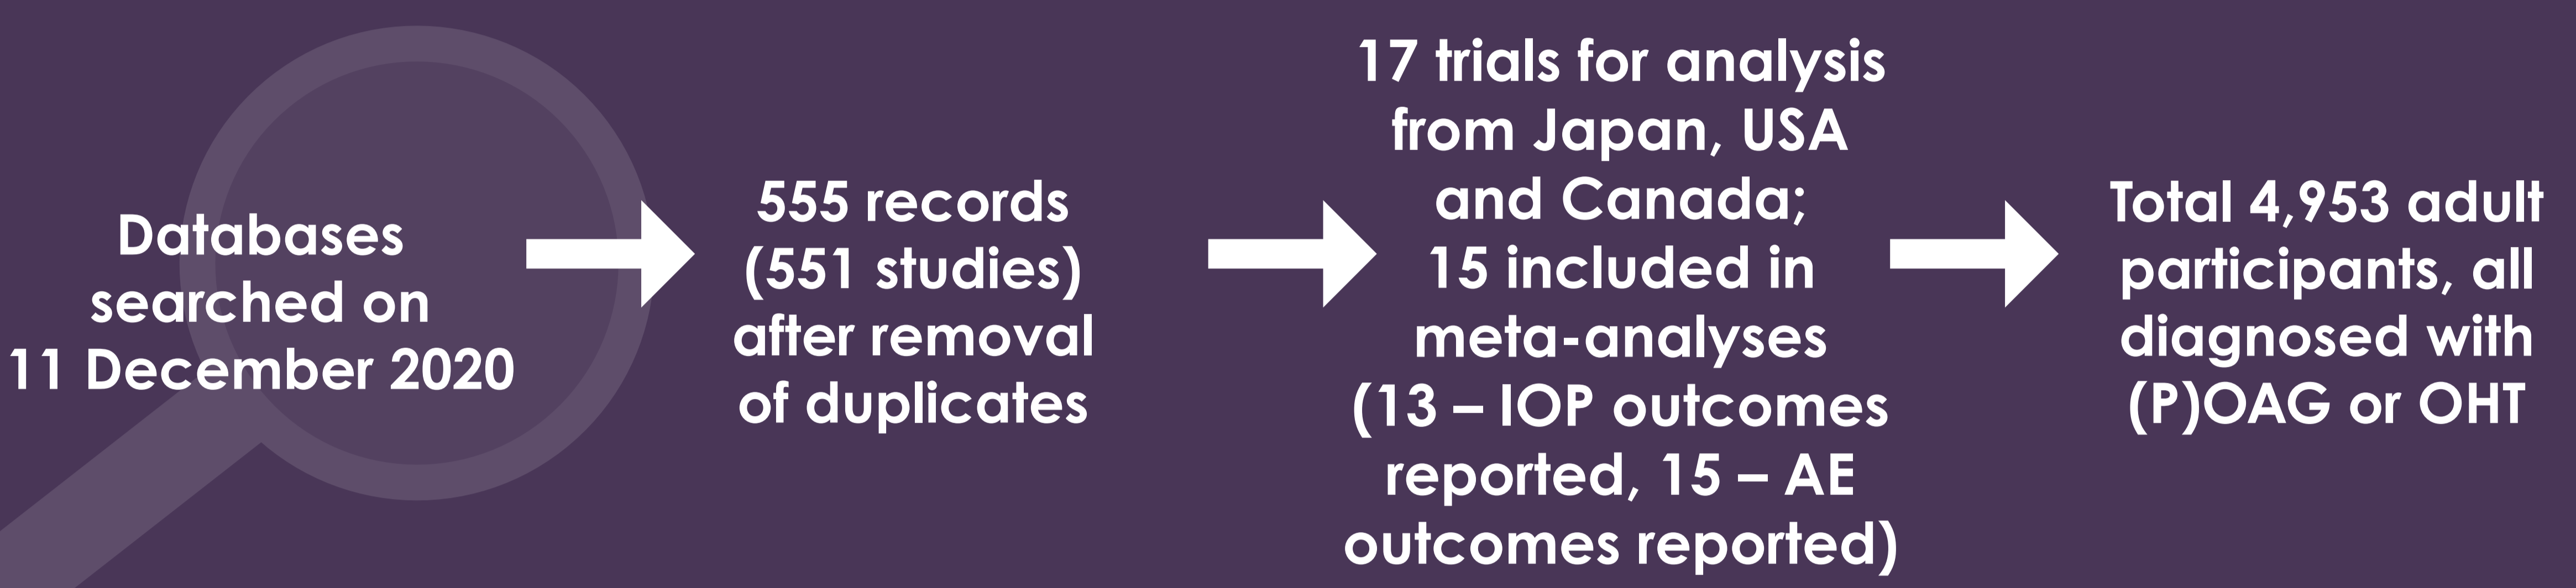 Databases
searched on
11 December 2020
555 records
(551 studies)
after removal
of duplicates
17 trials for analysis
from Japan, USA
and Canada;
15 included in
meta-analyses
(13 – IOP outcomes
reported, 15 – AE
outcomes reported)
Total 4,953 adult
participants, all
diagnosed with
(P)OAG or OHT